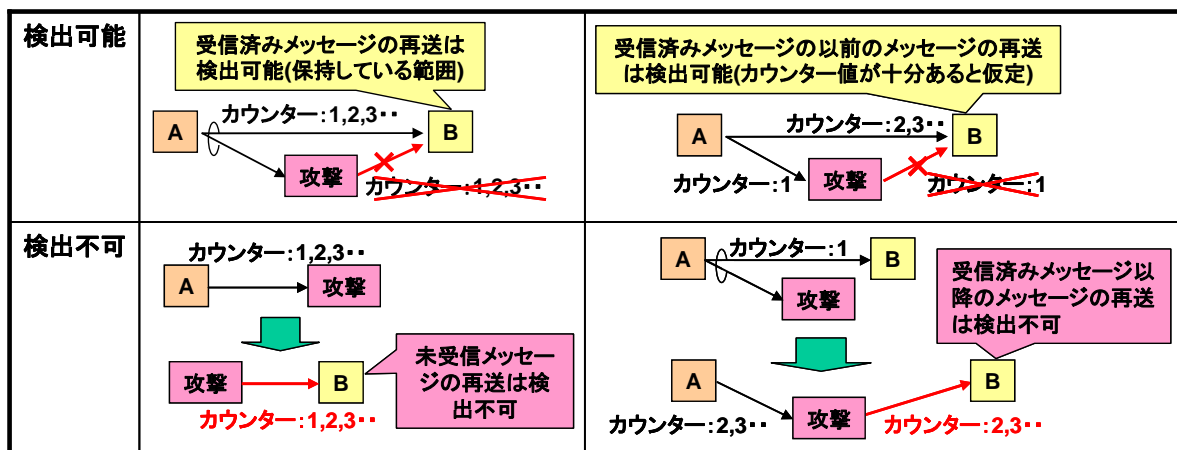 検出可能
受信済みメッセージの再送は
検出可能(保持している範囲)
カウンター:1,2,3‥
A
B
攻撃
カウンター:1,2,3‥
受信済みメッセージの以前のメッセージの再送
は検出可能(カウンター値が十分あると仮定)
カウンター:2,3‥
A
B
カウンター:1
攻撃
カウンター:1
検出不可
カウンター:1,2,3‥
A
攻撃
攻撃
B
カウンター:1,2,3‥
未受信メッセー
ジの再送は検
出不可
カウンター:1
A
B
攻撃
受信済みメッセージ以
降のメッセージの再送
は検出不可
A
B
カウンター:2,3‥
攻撃
カウンター:2,3‥